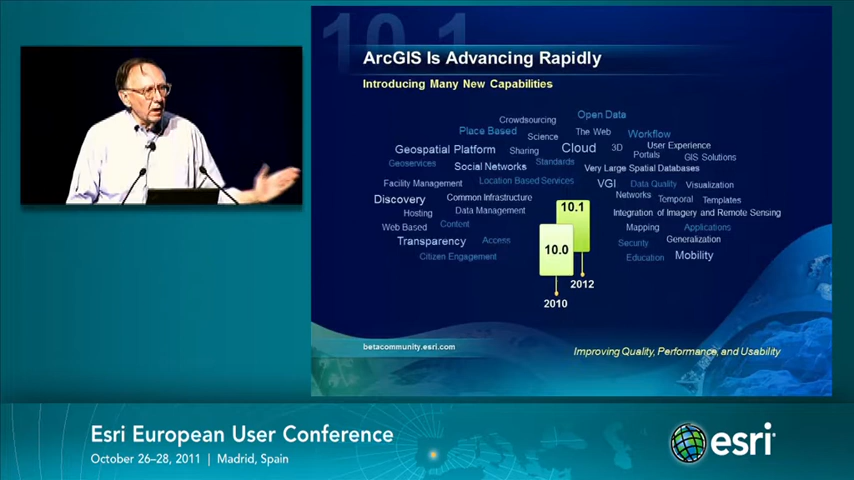 10.1
ArcGIS Is Advancing Rapidly
Introducing Many New Capabilities
Crowdsourcing
Open Data
Place Based
Science
The Web
Workflow
Geospatial Platform
Sharing
Cloud
3D
User Experience
Portals
GIS Solutions
Geoservices
Social Networks
Standards
Very Large Spatial Databases
Facility Management
Location Based Services
VGI
Data Quality
Visualization
Discovery
Common Infrastructure
Networks
Temporal
Templates
Hosting
Data Management
10.1
Integration of Imagery and Remote Sensing
Web Based
Content
Mapping
Applications
Transparency
Access
10.0
Security
Generalization
Citizen Engagement
Education
Mobility
2012
2010
betacommunity.esri.com
Improving Quality, Performance, and Usability
Esri European User Conference
October 26–28, 2011 | Madrid, Spain
esri